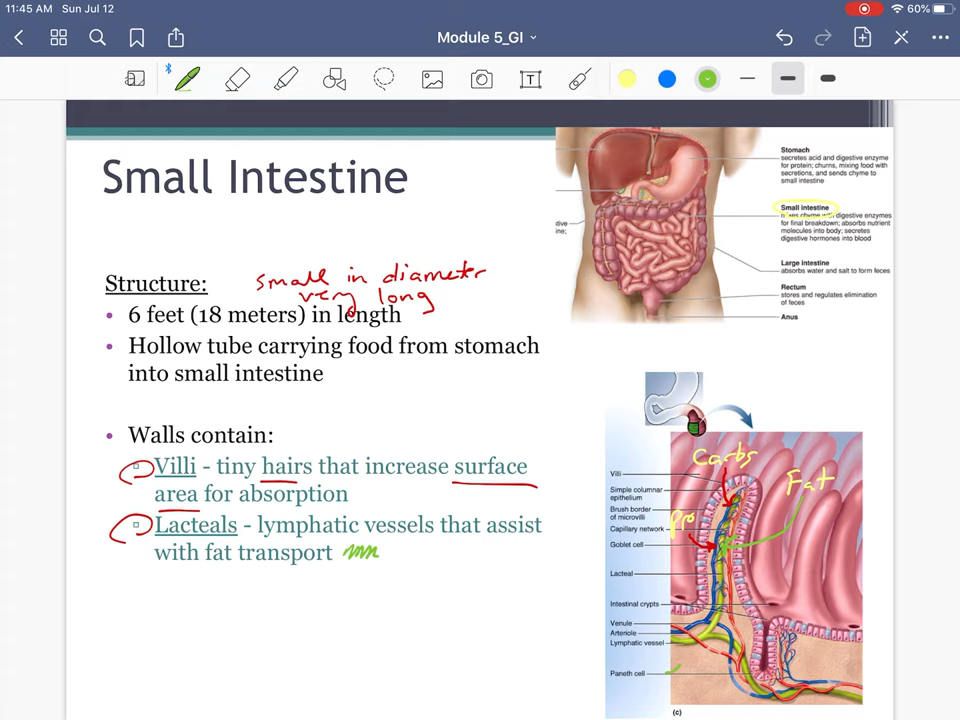 11:45 AM Sun Jul 12
60%
Module 5_GI
T
Small Intestine
Structure:
small in diameter
very long
• 6 feet (18 meters) in length
• Hollow tube carrying food from stomach
into small intestine
• Walls contain:
Villi - tiny hairs that increase surface
area for absorption
Lacteals - lymphatic vessels that assist
with fat transport
Stomach
secretes acid and digestive enzyme
for protein; churns, mixing food with
secretions, and sends chyme to
small intestine
Small intestine
mixes chyme with digestive enzymes
for final breakdown; absorbs nutrient
molecules into body; secretes
digestive hormones into blood
Large intestine
absorbs water and salt to form feces
Rectum
stores and regulates elimination
of feces
Anus
tive
ine;
Carbs
Fat
Pro
Villi
Simple columnar
epithelium
Brush border
of microvilli
Capillary network
Goblet cell
Lacteal
Intestinal crypts
Venule
Arteriole
Lymphatic vessel
Paneth cell
(c)